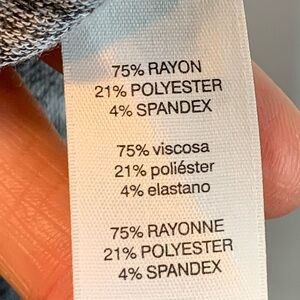 75% RAYON
21% POLYESTER
4% SPANDEX
75% viscosa
21% poliéster
4% elastano
75% RAYONNE
21% POLYESTER
4% SPANDEX